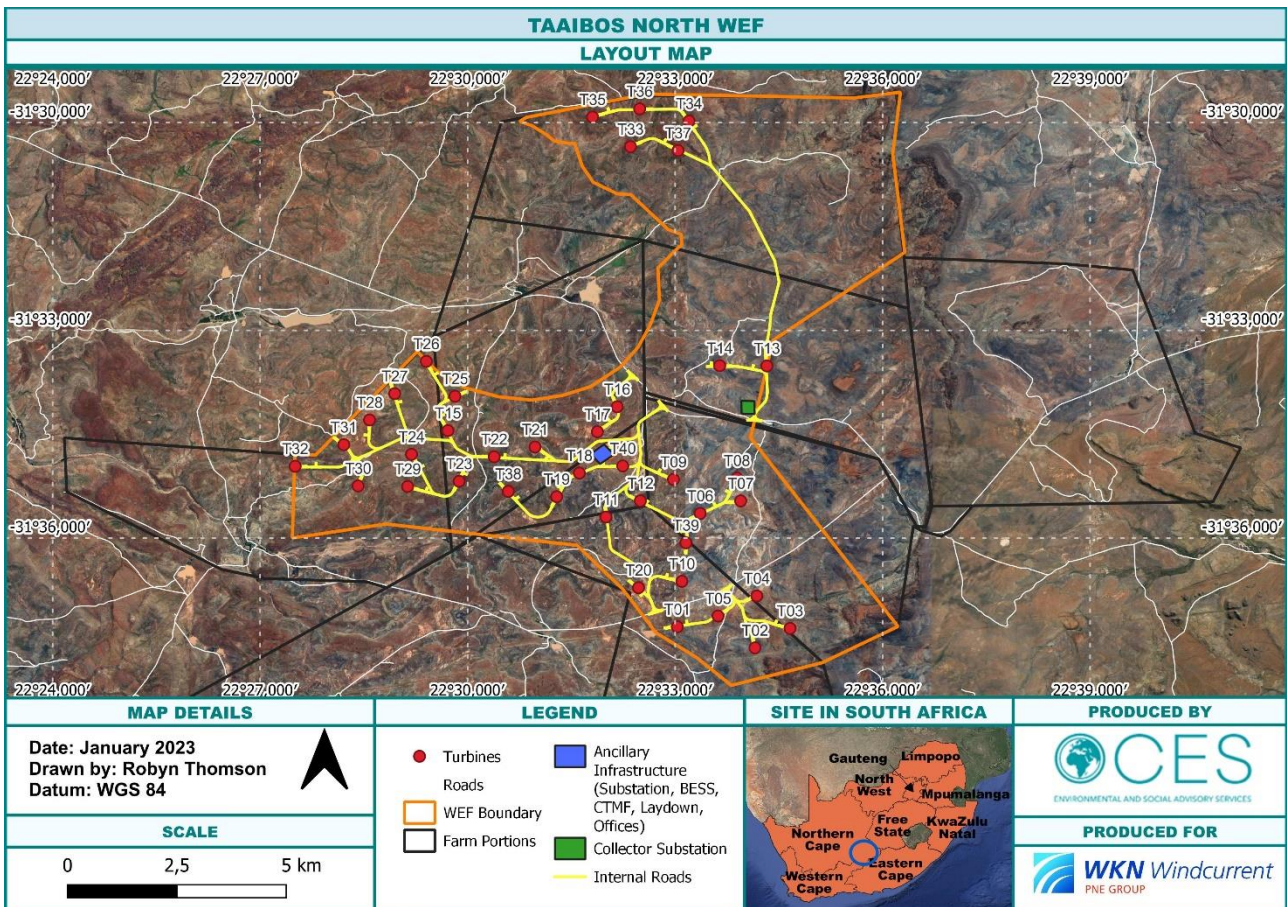 TAAIBOS NORTH WEF
LAYOUT MAP
22°24,000′ 22°27,000′ 22°30,000′ 22°33,000′ 22°36,000′ 22°39,000′
T35 T36 T34
-31°30,000′ -31°30,000′
T33 T37
-31°33,000′ -31°33,000′
T26 T14 T13
T27 T25 T16
T28 T15 T17
T31 T24 T22 T21 T18 T40
T32 T30 T29 T23 T38 T19 T09 T08
T11 T12 T06 T07
-31°36,000′ -31°36,000′
T39
T20 T10 T04
T01 T05 T03
T02
22°24,000′ 22°27,000′ 22°30,000′ 22°33,000′ 22°36,000′ 22°39,000′
MAP DETAILS
Date: January 2023
Drawn by: Robyn Thomson
Datum: WGS 84
SCALE
0 2,5 5 km
LEGEND
Turbines
Roads
WEF Boundary
Farm Portions
Ancillary
Infrastructure
(Substation, BESS,
CTMF, Laydown,
Offices)
Collector Substation
Internal Roads
SITE IN SOUTH AFRICA
Gauteng
Limpopo
North
West
Mpumalanga
Free
State
KwaZulu
Natal
Northern
Cape
Eastern
Cape
Western
Cape
PRODUCED BY
CES
ENVIRONMENTAL AND SOCIAL ADVISORY SERVICES
PRODUCED FOR
WKN Windcurrent
PNE GROUP